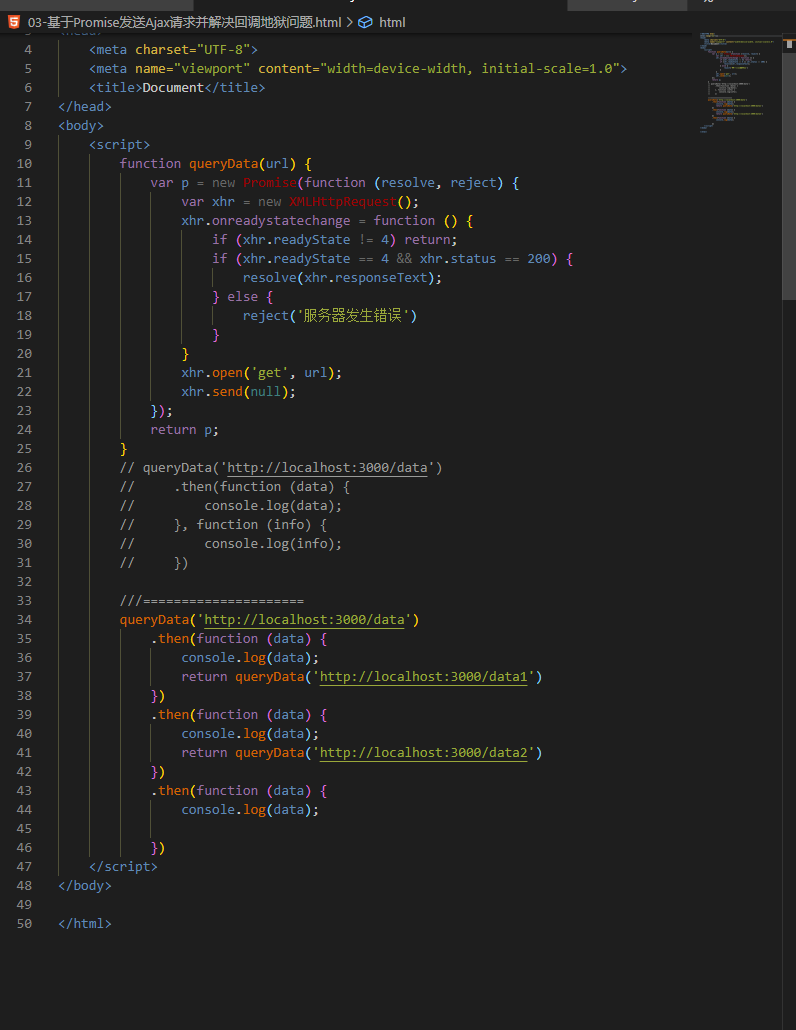 03-基于Promise发送Ajax请求并解决回调地狱问题.html > html
4 <meta charset="UTF-8">
5 <meta name="viewport" content="width=device-width, initial-scale=1.0">
6 <title>Document</title>
7 </head>
8 <body>
9 <script>
10 function queryData(url) {
11 var p = new Promise(function (resolve, reject) {
12 var xhr = new XMLHttpRequest();
13 xhr.onreadystatechange = function () {
14 if (xhr.readyState != 4) return;
15 if (xhr.readyState == 4 && xhr.status == 200) {
16 resolve(xhr.responseText);
17 } else {
18 reject('服务器发生错误')
19 }
20 }
21 xhr.open('get', url);
22 xhr.send(null);
23 });
24 return p;
25 }
26 // queryData('http://localhost:3000/data')
27 // .then(function (data) {
28 // console.log(data);
29 // }, function (info) {
30 // console.log(info);
31 // })
32
33 ///=====================
34 queryData('http://localhost:3000/data')
35 .then(function (data) {
36 console.log(data);
37 return queryData('http://localhost:3000/data1')
38 })
39 .then(function (data) {
40 console.log(data);
41 return queryData('http://localhost:3000/data2')
42 })
43 .then(function (data) {
44 console.log(data);
45
46 })
47 </script>
48 </body>
49
50 </html>